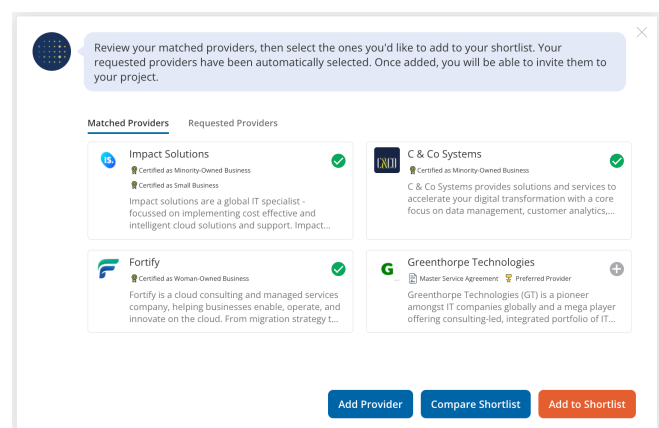 Review your matched providers, then select the ones you'd like to add to your shortlist. Your
requested providers have been automatically selected. Once added, you will be able to invite them to
your project.
Matched Providers
Requested Providers
IS.
Impact Solutions
Certified as Minority-Owned Business
Certified as Small Business
Impact solutions are a global IT specialist -
focussed on implementing cost effective and
intelligent cloud solutions and support. Impact...
C&CO
C & Co Systems
Certified as Minority-Owned Business
C & Co Systems provides solutions and services to
accelerate your digital transformation with a core
focus on data management, customer analytics,...
Fortify
Certified as Woman-Owned Business
Fortify is a cloud consulting and managed services
company, helping businesses enable, operate, and
innovate on the cloud. From migration strategy t...
G
Greenthorpe Technologies
Master Service Agreement
Preferred Provider
Greenthorpe Technologies (GT) is a pioneer
amongst IT companies globally and a mega player
offering consulting-led, integrated portfolio of IT...
Add Provider
Compare Shortlist
Add to Shortlist